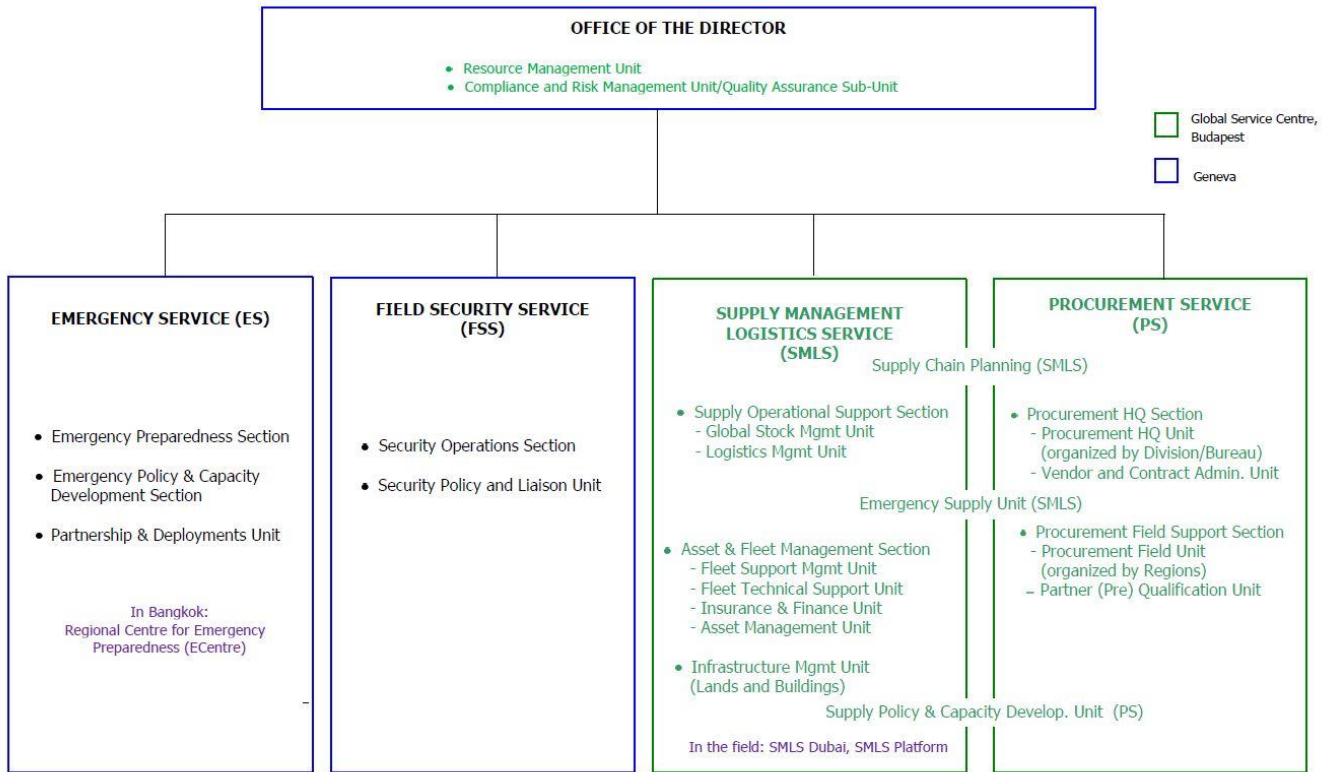 OFFICE OF THE DIRECTOR
• Resource Management Unit
• Compliance and Risk Management Unit/Quality Assurance Sub-Unit
Global Service Centre,
Budapest
Geneva
EMERGENCY SERVICE (ES)
• Emergency Preparedness Section
• Emergency Policy & Capacity
Development Section
• Partnership & Deployments Unit
In Bangkok:
Regional Centre for Emergency
Preparedness (ECentre)
-
FIELD SECURITY SERVICE
(FSS)
• Security Operations Section
• Security Policy and Liaison Unit
SUPPLY MANAGEMENT
LOGISTICS SERVICE
(SMLS)
PROCUREMENT SERVICE
(PS)
Supply Chain Planning (SMLS)
• Supply Operational Support Section
- Global Stock Mgmt Unit
- Logistics Mgmt Unit
• Procurement HQ Section
- Procurement HQ Unit
(organized by Division/Bureau)
- Vendor and Contract Admin. Unit
Emergency Supply Unit (SMLS)
• Asset & Fleet Management Section
- Fleet Support Mgmt Unit
- Fleet Technical Support Unit
- Insurance & Finance Unit
- Asset Management Unit
• Infrastructure Mgmt Unit
(Lands and Buildings)
• Procurement Field Support Section
- Procurement Field Unit
(organized by Regions)
– Partner (Pre) Qualification Unit
Supply Policy & Capacity Develop. Unit (PS)
In the field: SMLS Dubai, SMLS Platform